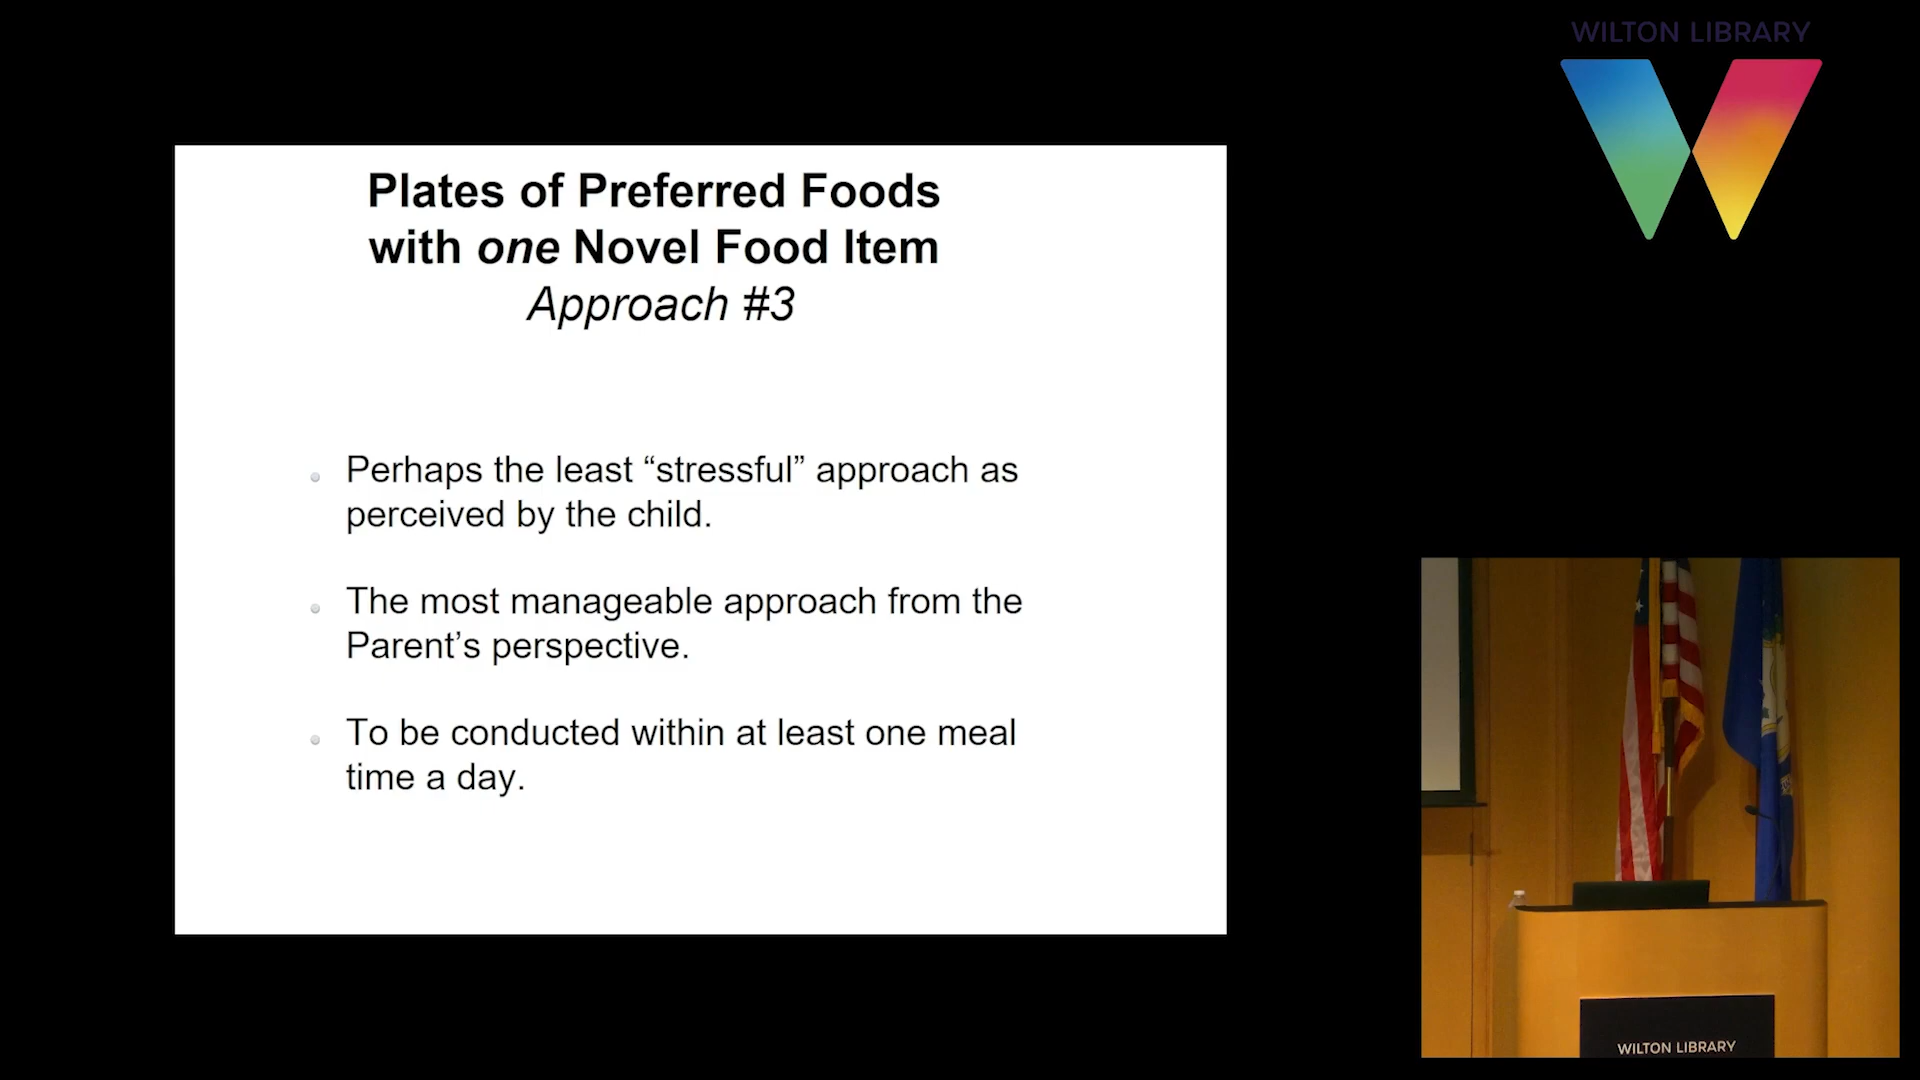 WILTON LIBRARY
Plates of Preferred Foods
with one Novel Food Item
Approach #3
Perhaps the least “stressful” approach as
perceived by the child.
The most manageable approach from the
Parent’s perspective.
To be conducted within at least one meal
time a day.
WILTON LIBRARY